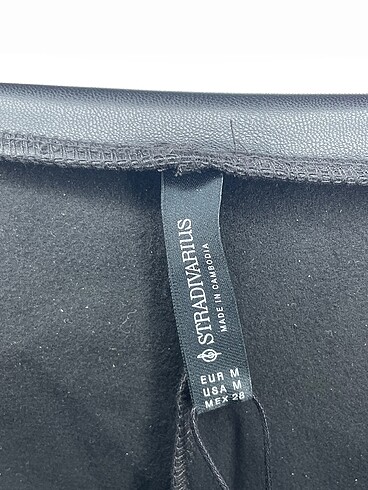 STRADIVARIUS
MADE IN CAMBODIA
EUR M
USA M
MEX 28